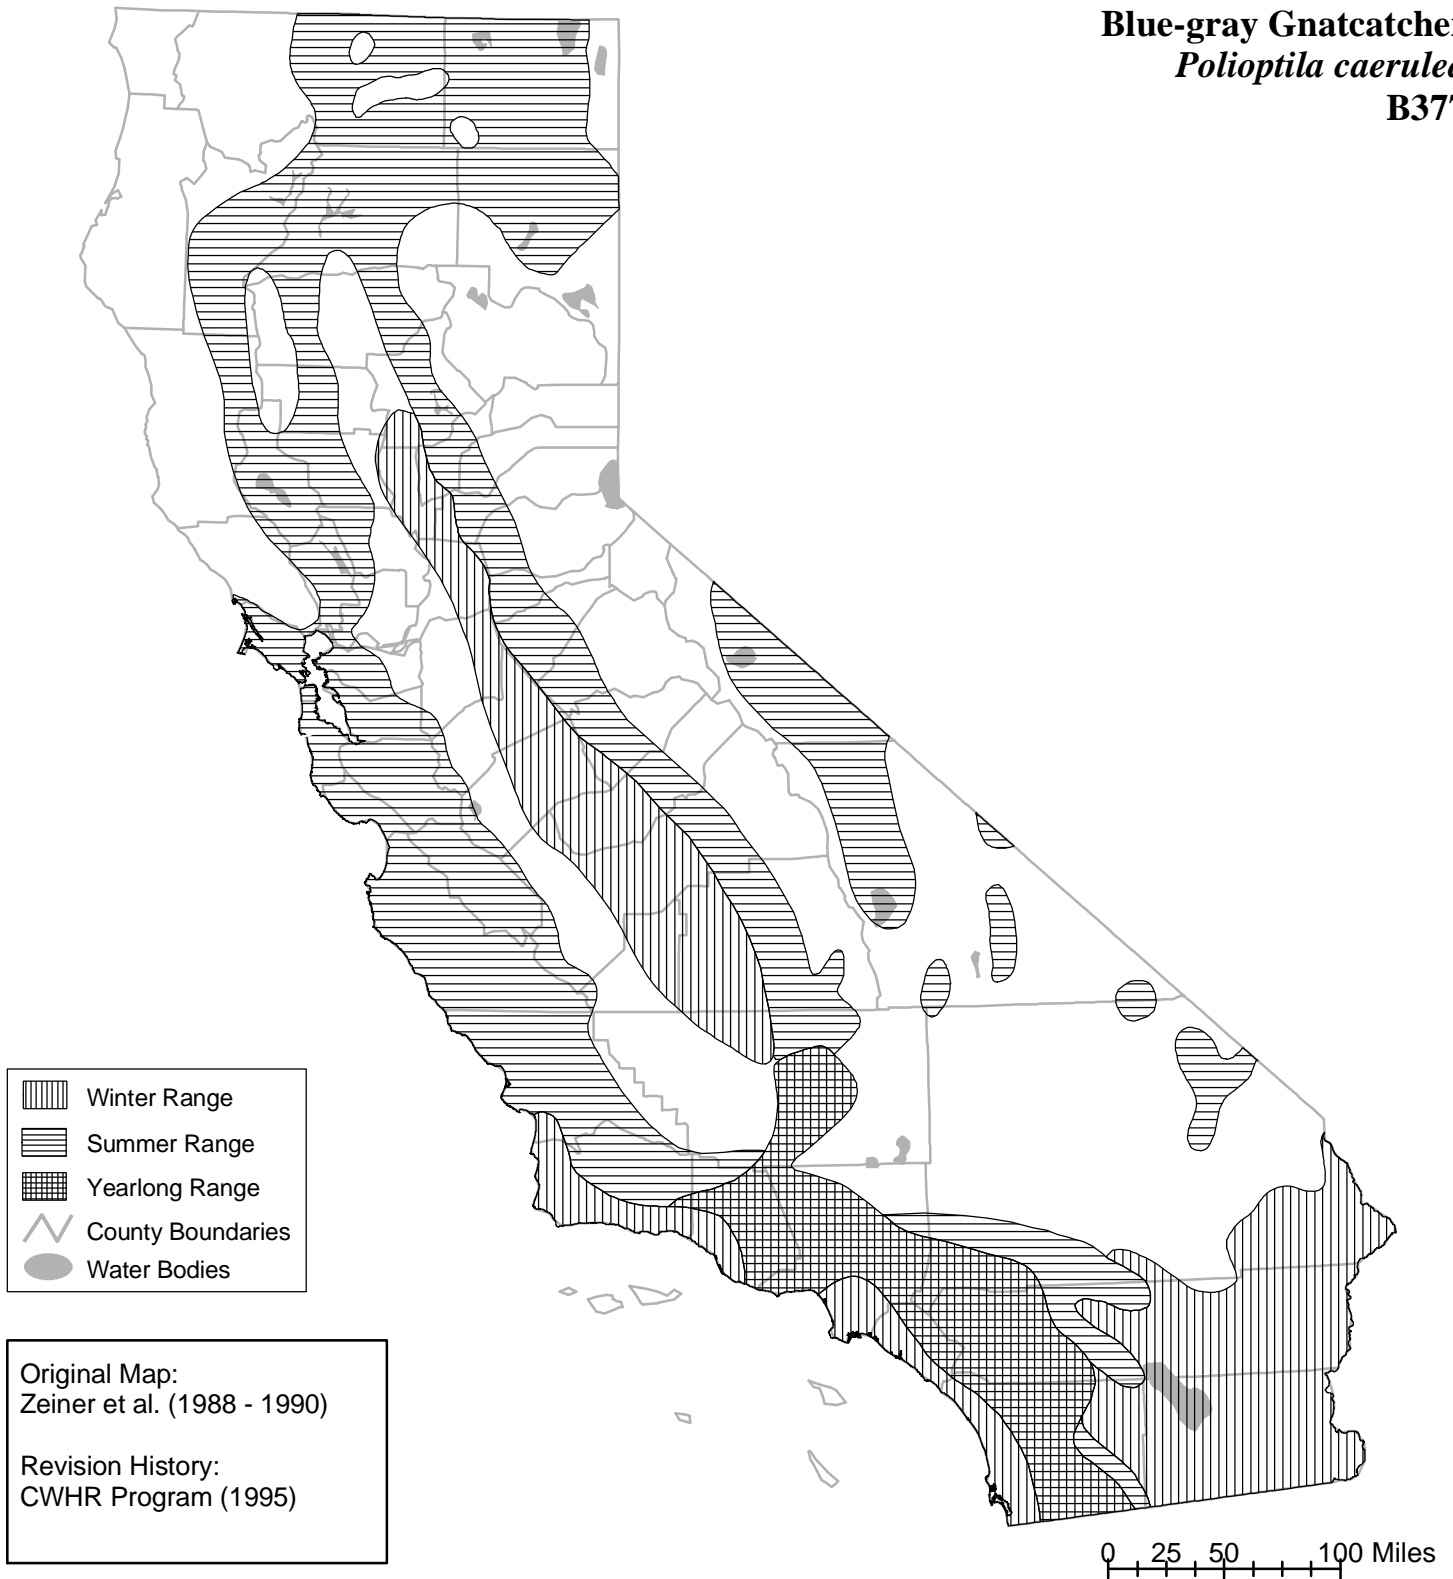 Blue-gray Gnatcatcher
Polioptila caerulea
B377
Winter Range
Summer Range
Yearlong Range
County Boundaries
Water Bodies
Original Map:
Zeiner et al. (1988 - 1990)
Revision History:
CWHR Program (1995)
0 25 50 100 Miles